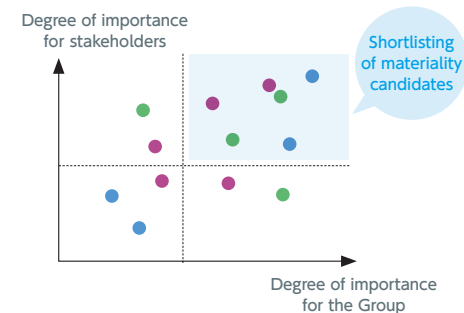 Degree of importance
for stakeholders
Shortlisting
of materiality
candidates
Degree of importance
for the Group